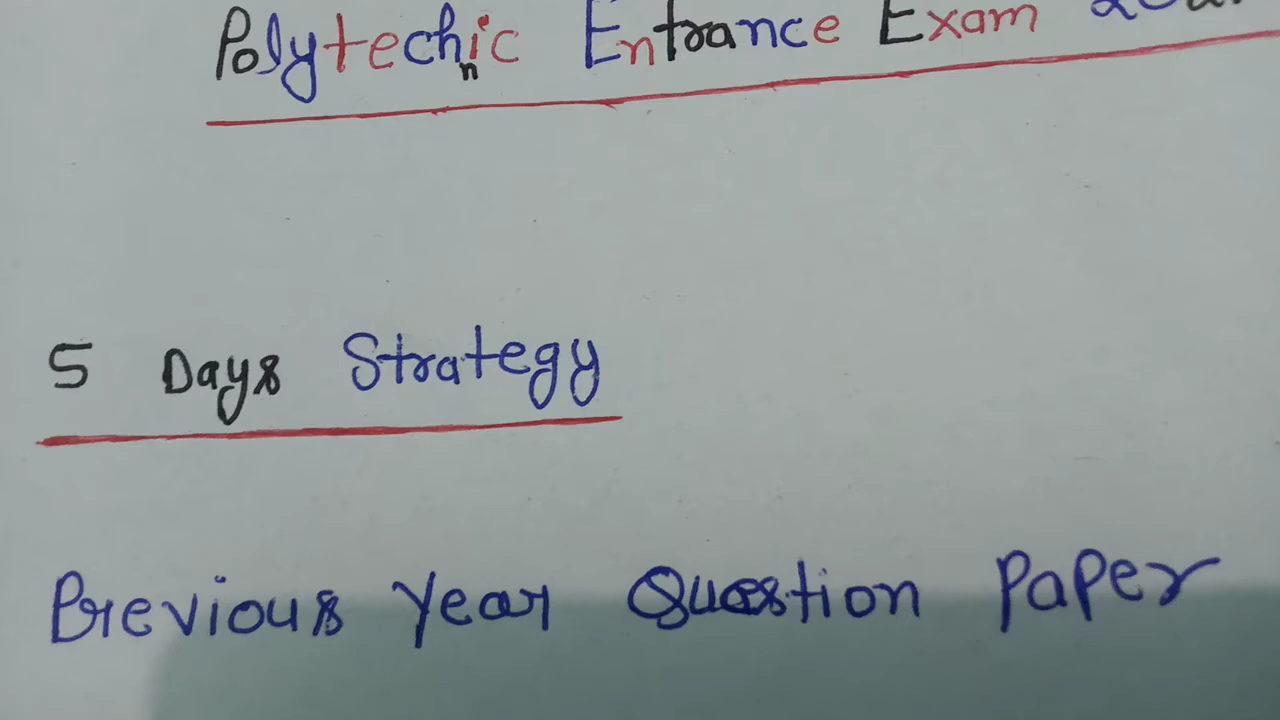 Polytechnic Entrance Exam
5 Days Strategy
Previous Year Question Paper